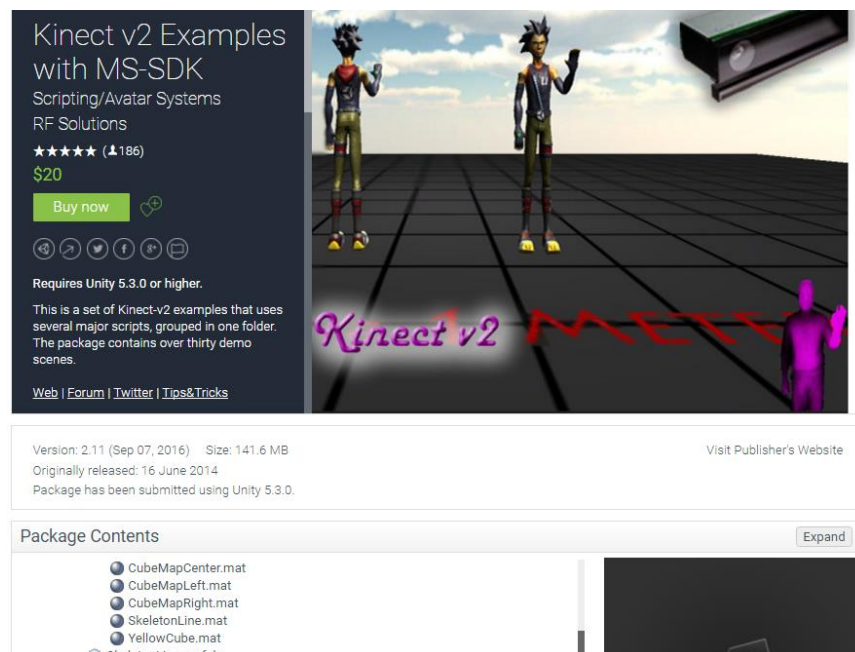 Kinect v2 Examples
with MS-SDK
Scripting/Avatar Systems
RF Solutions
★★★★★ (186)
$20
Buy now
Requires Unity 5.3.0 or higher.
This is a set of Kinect-v2 examples that uses
several major scripts, grouped in one folder.
The package contains over thirty demo
scenes.
Web | Forum | Twitter | Tips&Tricks
Kinect v2
Version: 2.11 (Sep 07, 2016) Size: 141.6 MB
Visit Publisher's Website
Originally released: 16 June 2014
Package has been submitted using Unity 5.3.0.
Package Contents
Expand
CubeMapCenter.mat
CubeMapLeft.mat
CubeMapRight.mat
SkeletonLine.mat
YellowCube.mat